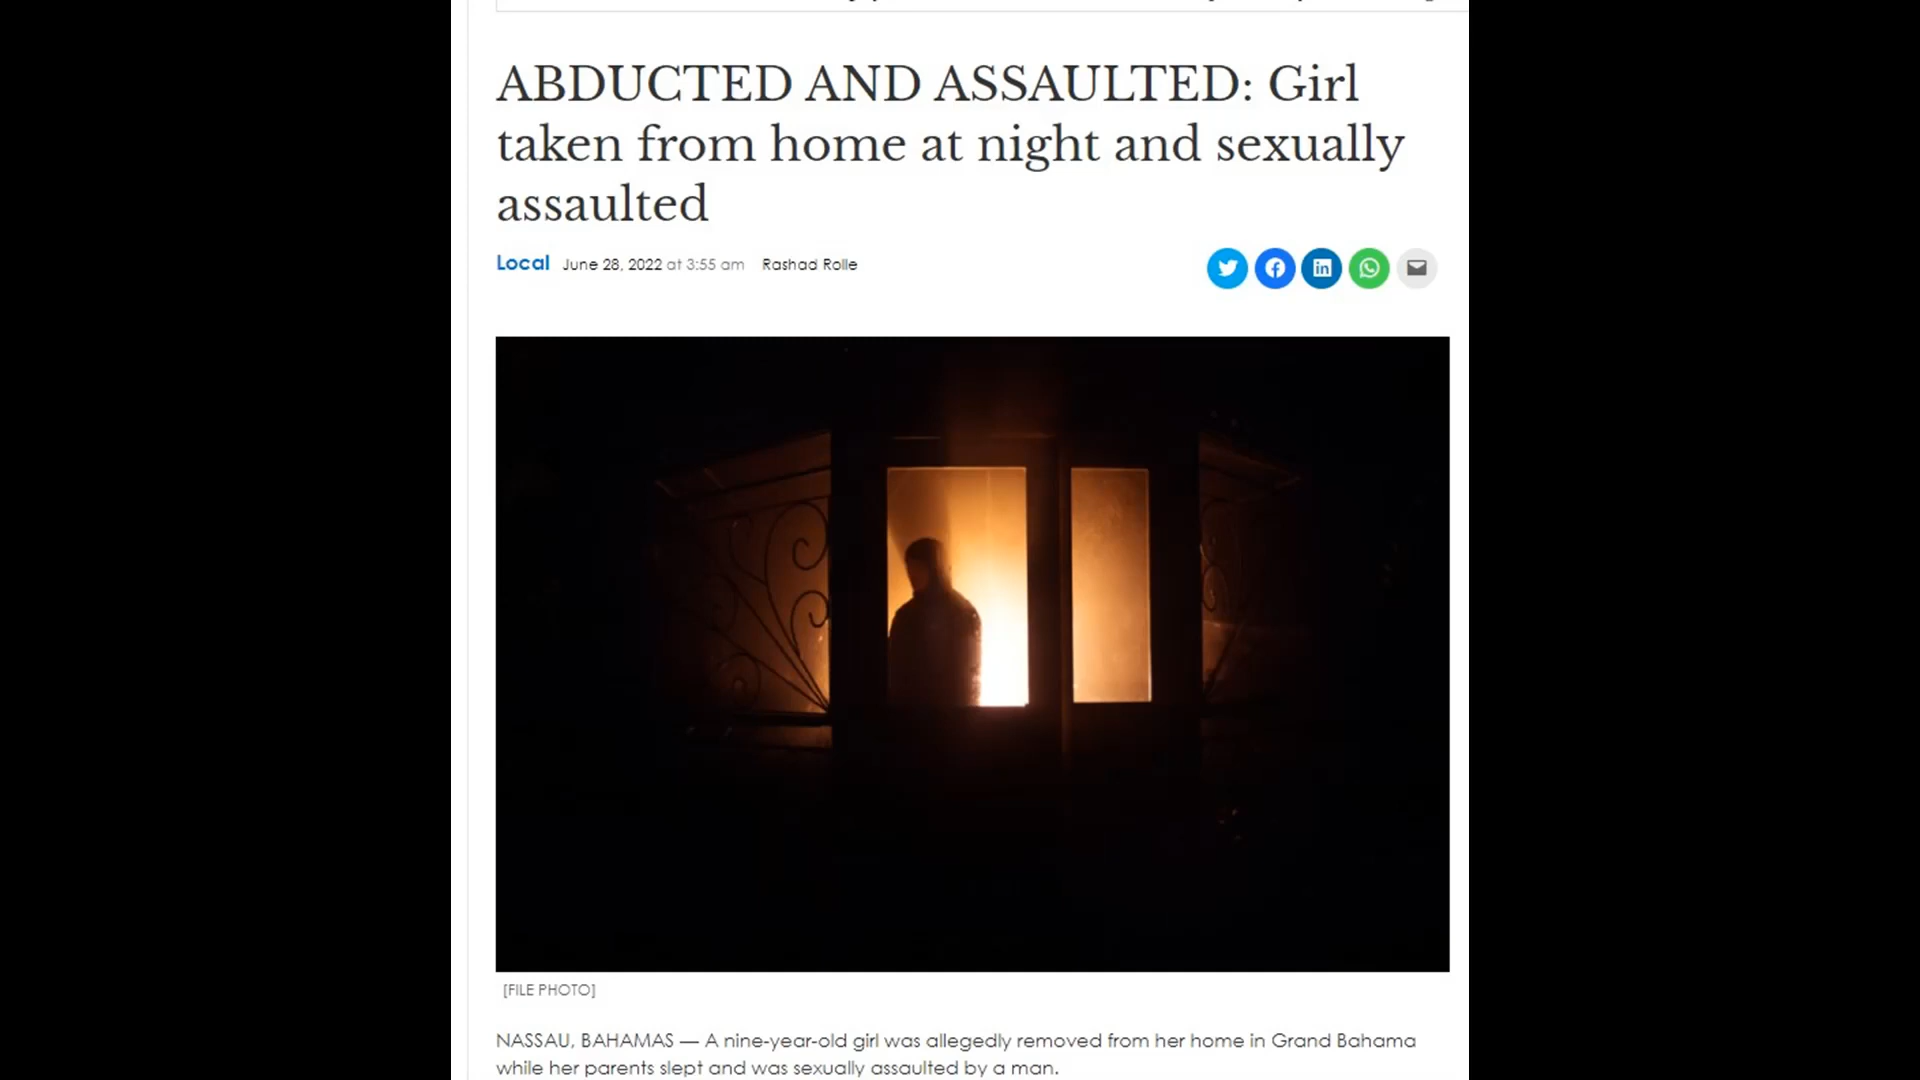 ABDUCTED AND ASSAULTED: Girl
taken from home at night and sexually
assaulted
Local June 28, 2022 at 3:55 am Rashad Rolle
[FILE PHOTO]
NASSAU, BAHAMAS — A nine-year-old girl was allegedly removed from her home in Grand Bahama
while her parents slept and was sexually assaulted by a man.